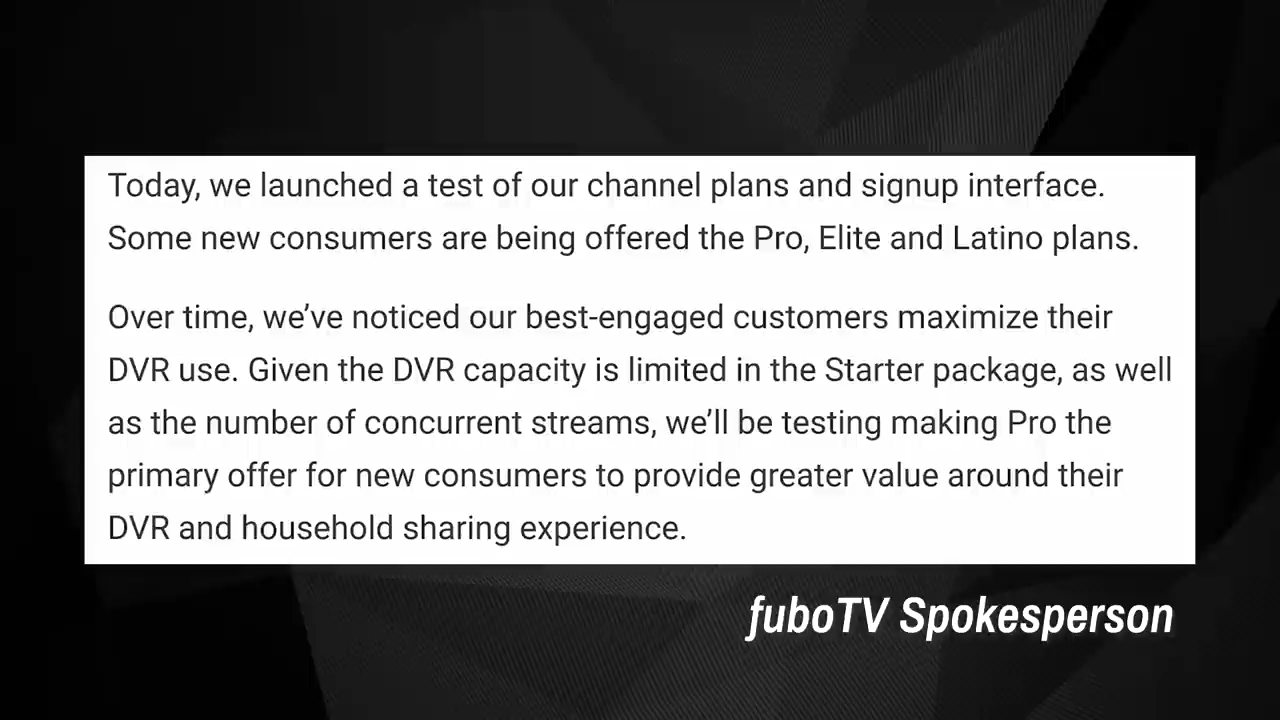 Today, we launched a test of our channel plans and signup interface.
Some new consumers are being offered the Pro, Elite and Latino plans.
Over time, we’ve noticed our best-engaged customers maximize their
DVR use. Given the DVR capacity is limited in the Starter package, as well
as the number of concurrent streams, we’ll be testing making Pro the
primary offer for new consumers to provide greater value around their
DVR and household sharing experience.
fuboTV Spokesperson